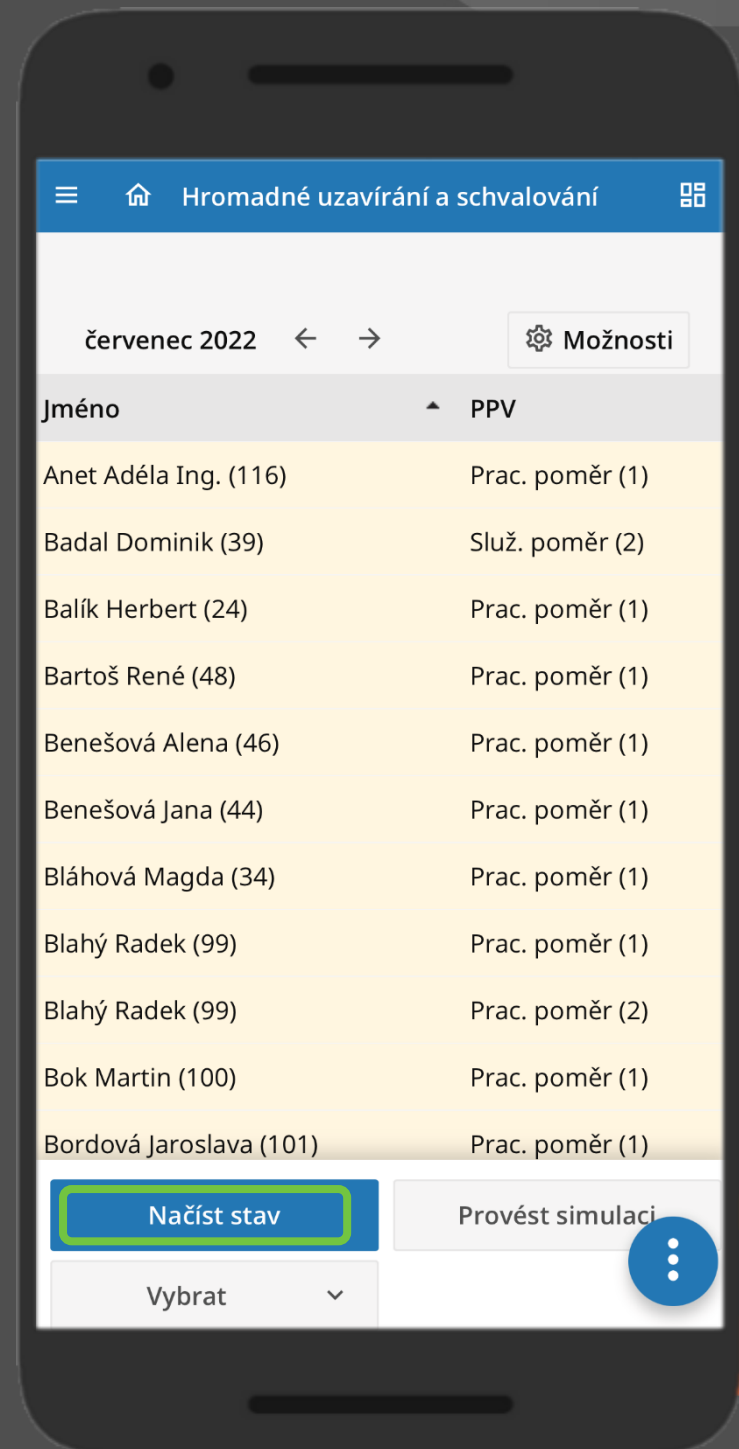 Hromadné uzavírání a schvalování
červenec 2022 Možnosti
Jméno PPV
Anet Adéla Ing. (116) Prac. poměr (1)
Badal Dominik (39) Služ. poměr (2)
Balík Herbert (24) Prac. poměr (1)
Bartoš René (48) Prac. poměr (1)
Benešová Alena (46) Prac. poměr (1)
Benešová Jana (44) Prac. poměr (1)
Bláhová Magda (34) Prac. poměr (1)
Blahý Radek (99) Prac. poměr (1)
Blahý Radek (99) Prac. poměr (2)
Bok Martin (100) Prac. poměr (1)
Bordová Jaroslava (101) Prac. poměr (1)
Načíst stav Provést simulaci
Vybrat